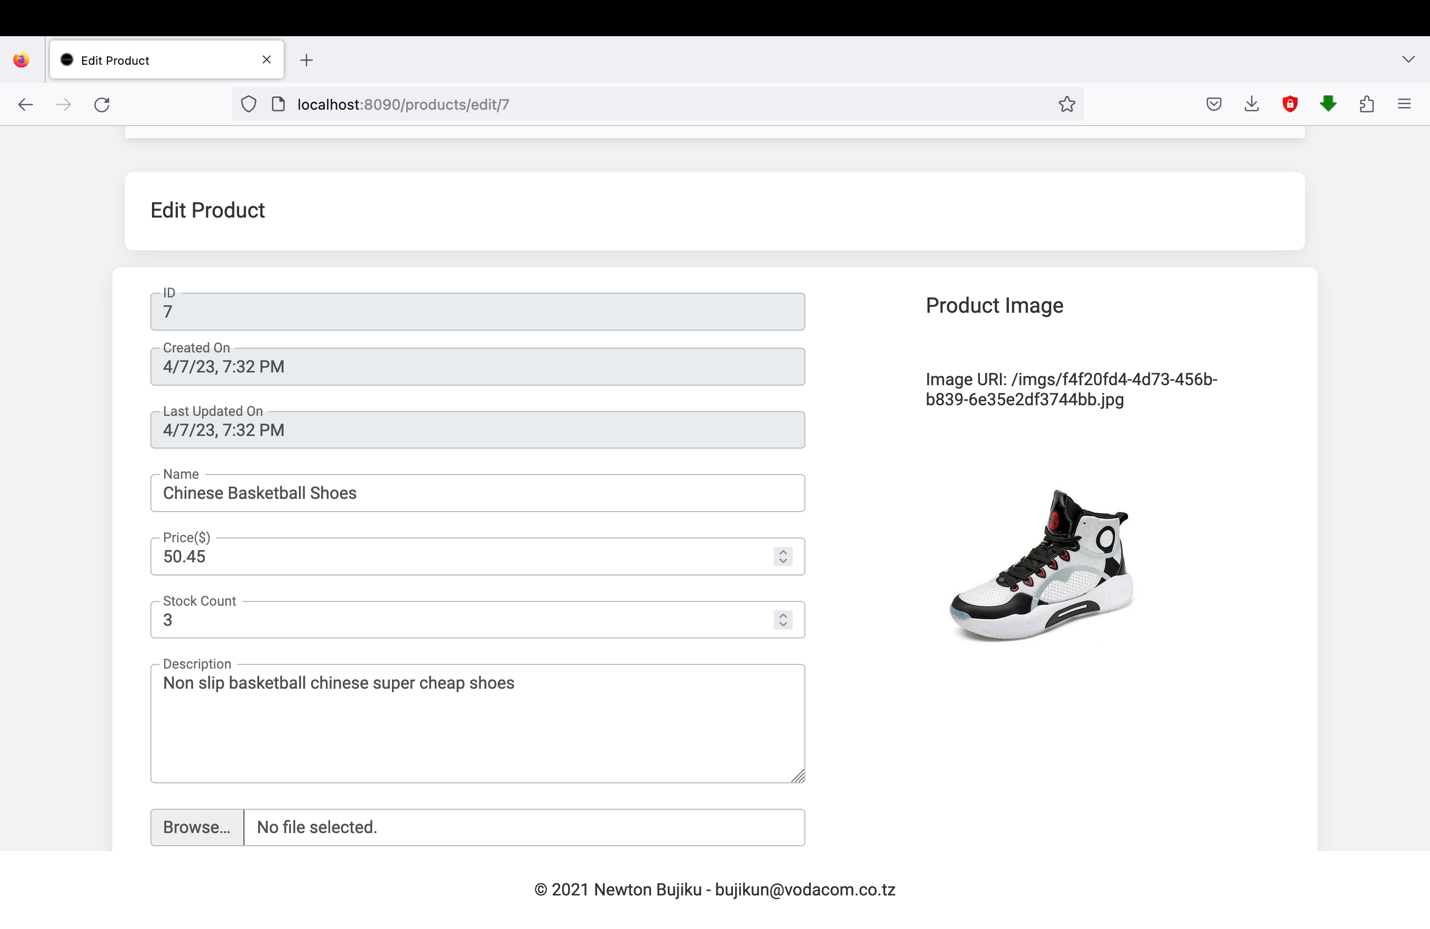 Edit Product
localhost:8090/products/edit/7
Edit Product
ID
7
Created On
4/7/23, 7:32 PM
Last Updated On
4/7/23, 7:32 PM
Name
Chinese Basketball Shoes
Price($)
50.45
Stock Count
3
Description
Non slip basketball chinese super cheap shoes
Browse... No file selected.
Product Image
Image URI: /imgs/f4f20fd4-4d73-456b-
b839-6e35e2df3744bb.jpg
© 2021 Newton Bujiku - bujikun@vodacom.co.tz